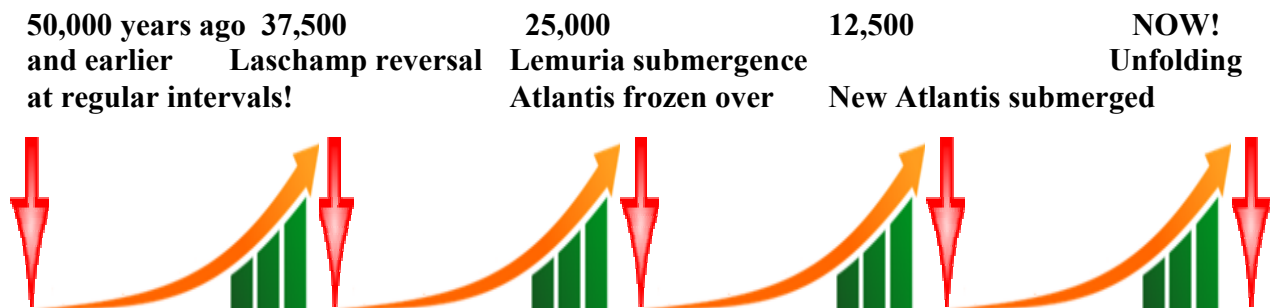 50,000 years ago 37,500 25,000 12,500 NOW!
and earlier Laschamp reversal Lemuria submergence Unfolding
at regular intervals! Atlantis frozen over New Atlantis submerged